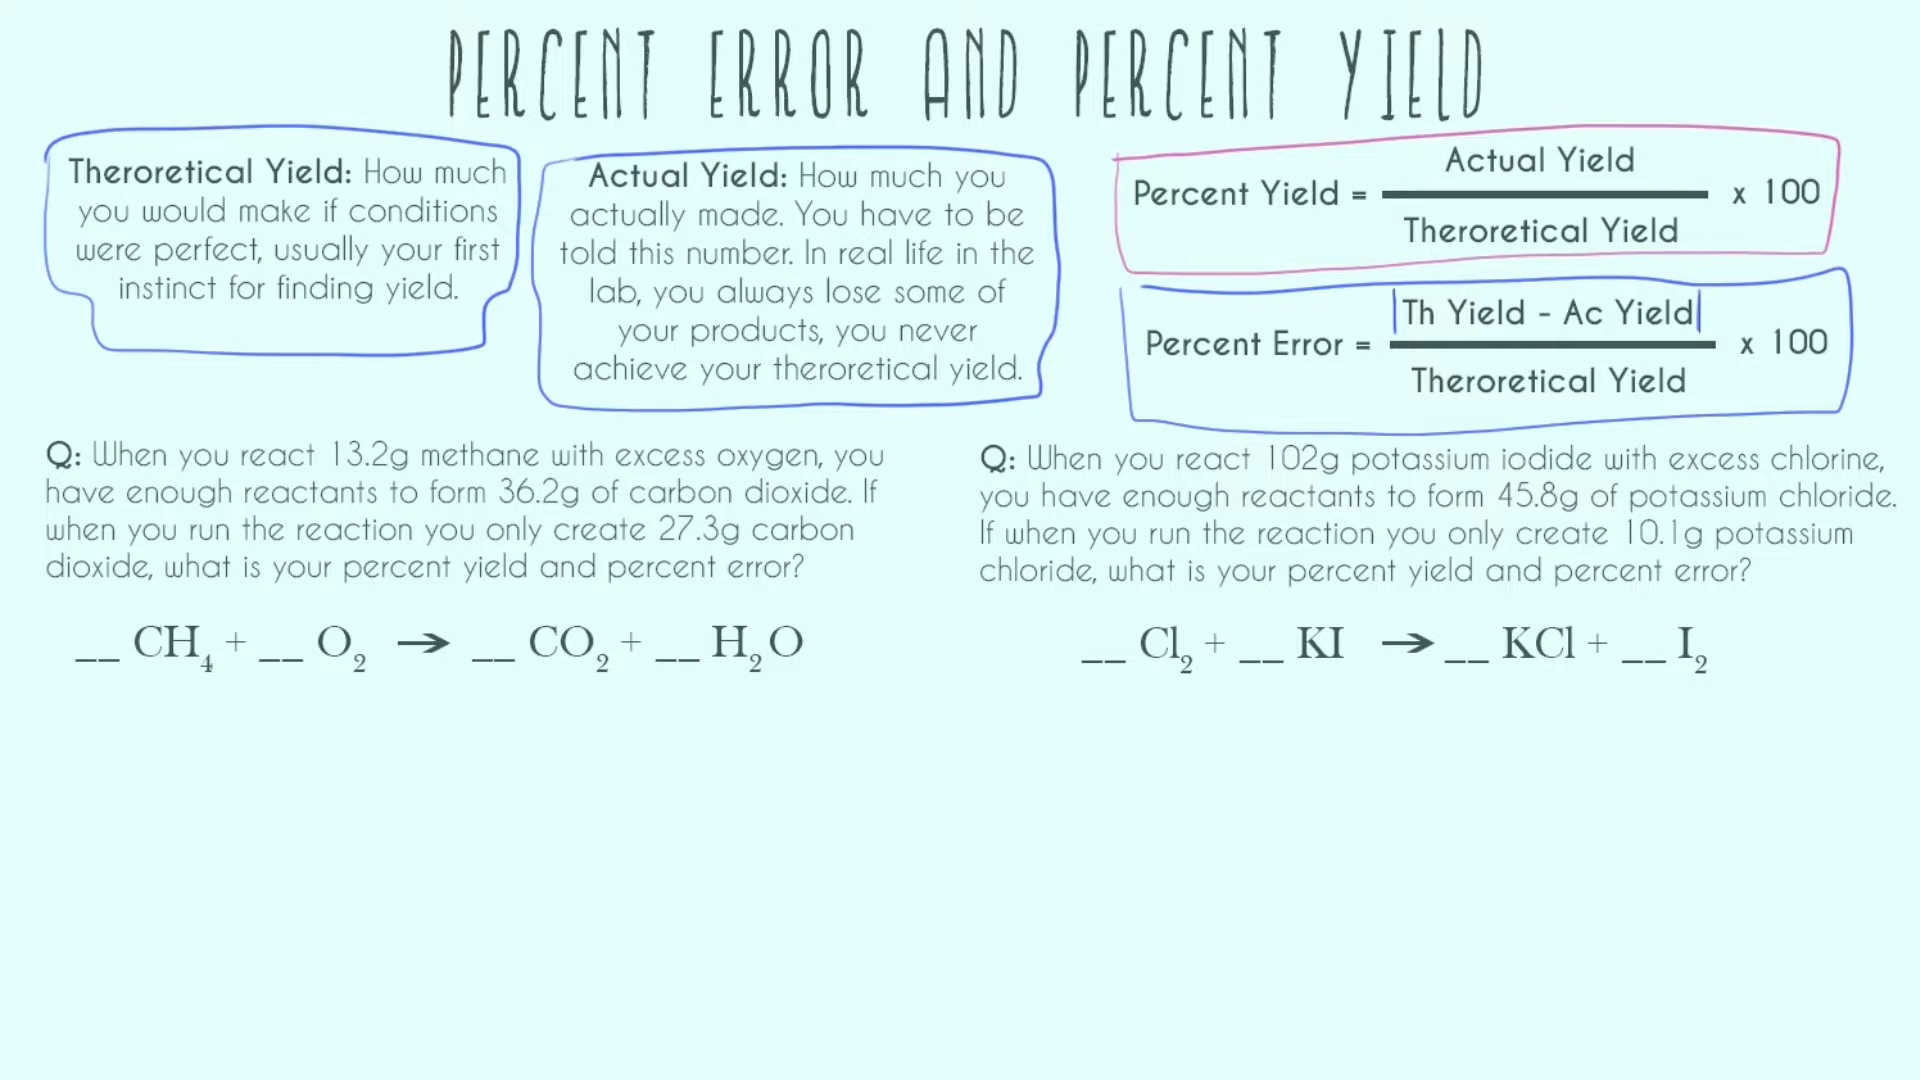 PERCENT ERROR AND PERCENT YIELD
Theroretical Yield: How much
you would make if conditions
were perfect, usually your first
instinct for finding yield.
Actual Yield: How much you
actually made. You have to be
told this number. In real life in the
lab, you always lose some of
your products, you never
achieve your theroretical yield.
Percent Yield = Actual Yield / Theroretical Yield x 100
Percent Error = |Th Yield - Ac Yield| / Theroretical Yield x 100
Q: When you react 13.2g methane with excess oxygen, you
have enough reactants to form 36.2g of carbon dioxide. If
when you run the reaction you only create 27.3g carbon
dioxide, what is your percent yield and percent error?
__ CH₄ + __ O₂ → __ CO₂ + __ H₂O
Q: When you react 102g potassium iodide with excess chlorine,
you have enough reactants to form 45.8g of potassium chloride.
If when you run the reaction you only create 10.1g potassium
chloride, what is your percent yield and percent error?
__ Cl₂ + __ KI → __ KCl + __ I₂